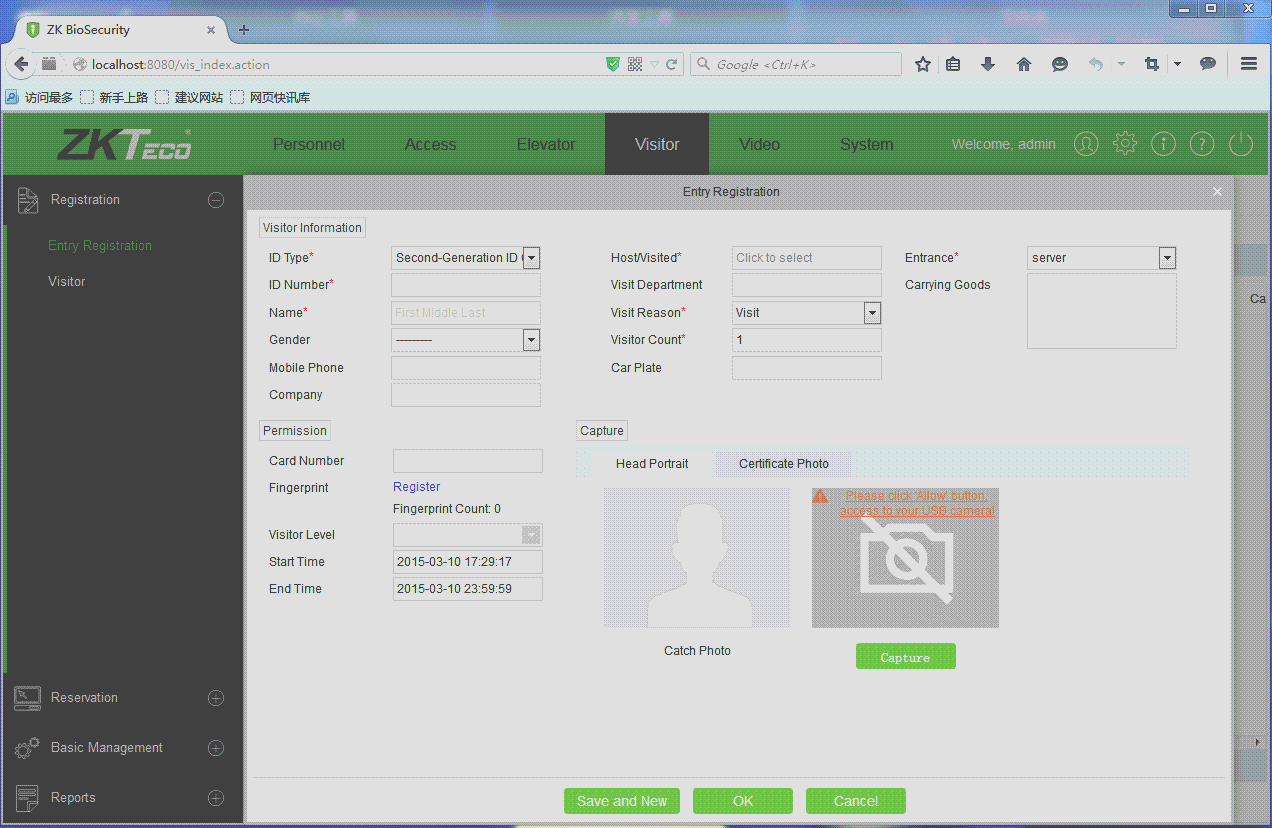 ZK BioSecurity
localhost:8080/vis_index.action
Google <Ctrl+K>
访问最多 新手上路 建议网站 网页快讯库
ZKTeco
Personnel Access Elevator Visitor Video System Welcome, admin
Registration
Entry Registration
Visitor
Reservation
Basic Management
Reports
Entry Registration
Visitor Information
ID Type* Second-Generation ID Host/Visited* Click to select Entrance* server
ID Number* Visit Department Carrying Goods
Name* First Middle Last Visit Reason* Visit
Gender --------- Visitor Count* 1
Mobile Phone Car Plate
Company
Permission
Card Number
Fingerprint Register
Fingerprint Count: 0
Visitor Level
Start Time 2015-03-10 17:29:17
End Time 2015-03-10 23:59:59
Capture
Head Portrait Certificate Photo
Please click 'Allow' button,
access to your USB camera!
Catch Photo
Capture
Save and New OK Cancel
Ca